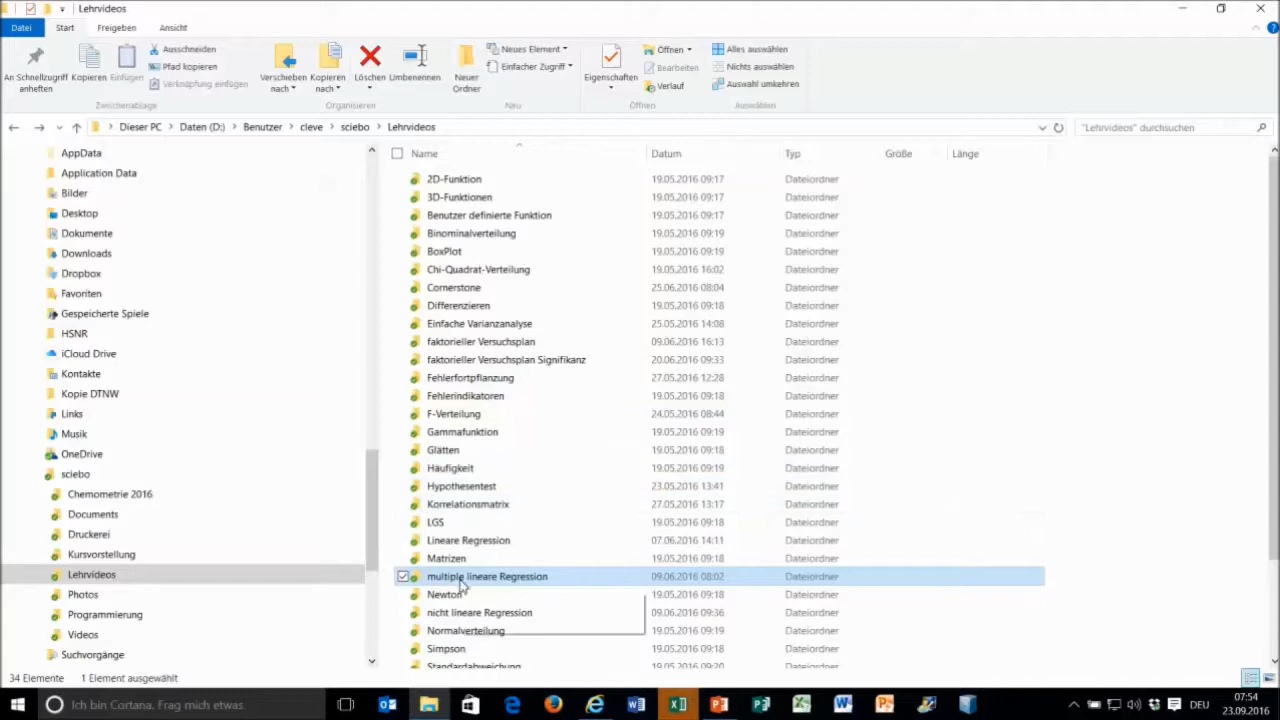 Lehrvideos
Datei Start Freigeben Ansicht
An Schnellzugriff anheften
Kopieren
Einfügen
Ausschneiden
Pfad kopieren
Verknüpfung einfügen
Zwischenablage
Verschieben nach
Kopieren nach
Löschen
Umbenennen
Organisieren
Neuer Ordner
Neues Element
Einfacher Zugriff
Neu
Eigenschaften
Öffnen
Bearbeiten
Verlauf
Öffnen
Alles auswählen
Nichts auswählen
Auswahl umkehren
Auswählen
Dieser PC > Daten (D:) > Benutzer > cleve > sciebo > Lehrvideos
"Lehrvideos" durchsuchen
AppData
Application Data
Bilder
Desktop
Dokumente
Downloads
Dropbox
Favoriten
Gespeicherte Spiele
HSNR
iCloud Drive
Kontakte
Kopie DTNW
Links
Musik
OneDrive
sciebo
Chemometrie 2016
Documents
Druckerei
Kursvorstellung
Lehrvideos
Photos
Programmierung
Videos
Suchvorgänge
Name Datum Typ Größe Länge
2D-Funktion 19.05.2016 09:17 Dateiordner
3D-Funktionen 19.05.2016 09:17 Dateiordner
Benutzer definierte Funktion 19.05.2016 09:17 Dateiordner
Binominalverteilung 19.05.2016 09:19 Dateiordner
BoxPlot 19.05.2016 09:19 Dateiordner
Chi-Quadrat-Verteilung 19.05.2016 16:02 Dateiordner
Cornerstone 25.06.2016 08:04 Dateiordner
Differenzieren 19.05.2016 09:18 Dateiordner
Einfache Varianzanalyse 25.05.2016 14:08 Dateiordner
faktorieller Versuchsplan 09.06.2016 16:13 Dateiordner
faktorieller Versuchsplan Signifikanz 20.06.2016 09:33 Dateiordner
Fehlerfortpflanzung 27.05.2016 12:28 Dateiordner
Fehlerindikatoren 19.05.2016 09:18 Dateiordner
F-Verteilung 24.05.2016 08:44 Dateiordner
Gammafunktion 19.05.2016 09:19 Dateiordner
Glätten 19.05.2016 09:18 Dateiordner
Häufigkeit 19.05.2016 09:19 Dateiordner
Hypothesentest 23.05.2016 13:41 Dateiordner
Korrelationsmatrix 27.05.2016 13:17 Dateiordner
LGS 19.05.2016 09:18 Dateiordner
Lineare Regression 07.06.2016 14:11 Dateiordner
Matrizen 19.05.2016 09:18 Dateiordner
multiple lineare Regression 09.06.2016 08:02 Dateiordner
Newton 19.05.2016 09:18 Dateiordner
nicht lineare Regression 09.06.2016 09:36 Dateiordner
Normalverteilung 19.05.2016 09:19 Dateiordner
Simpson 19.05.2016 09:18 Dateiordner
Standardabweichung 19.05.2016 09:20 Dateiordner
34 Elemente 1 Element ausgewählt
Ich bin Cortana. Frag mich etwas.
DEU
07:54
23.09.2016